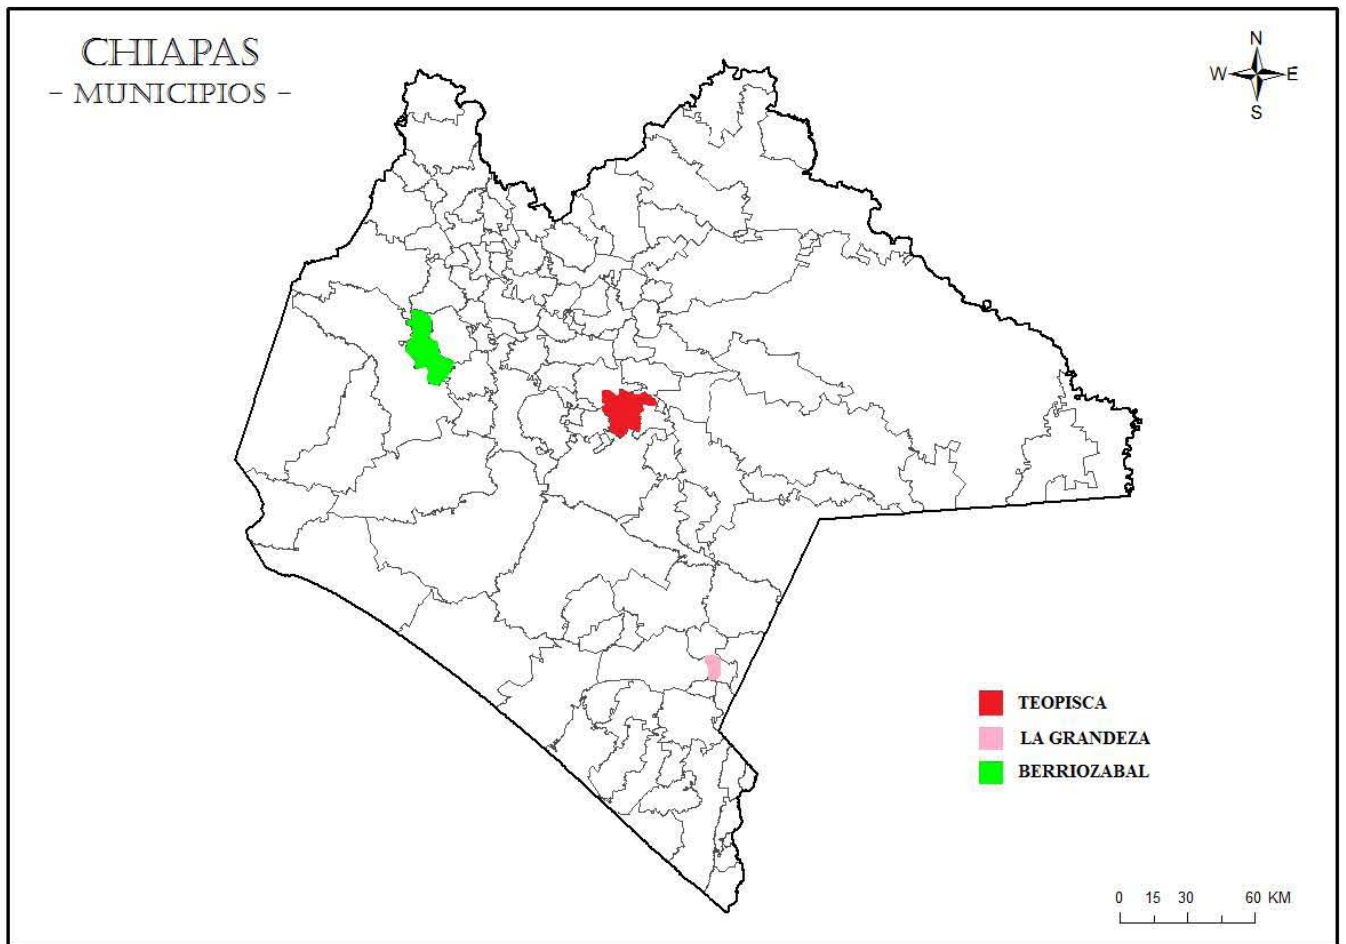 CHIAPAS
- MUNICIPIOS -
N
W E
S
TEOPISCA
LA GRANDEZA
BERRIOZABAL
0 15 30 60 KM